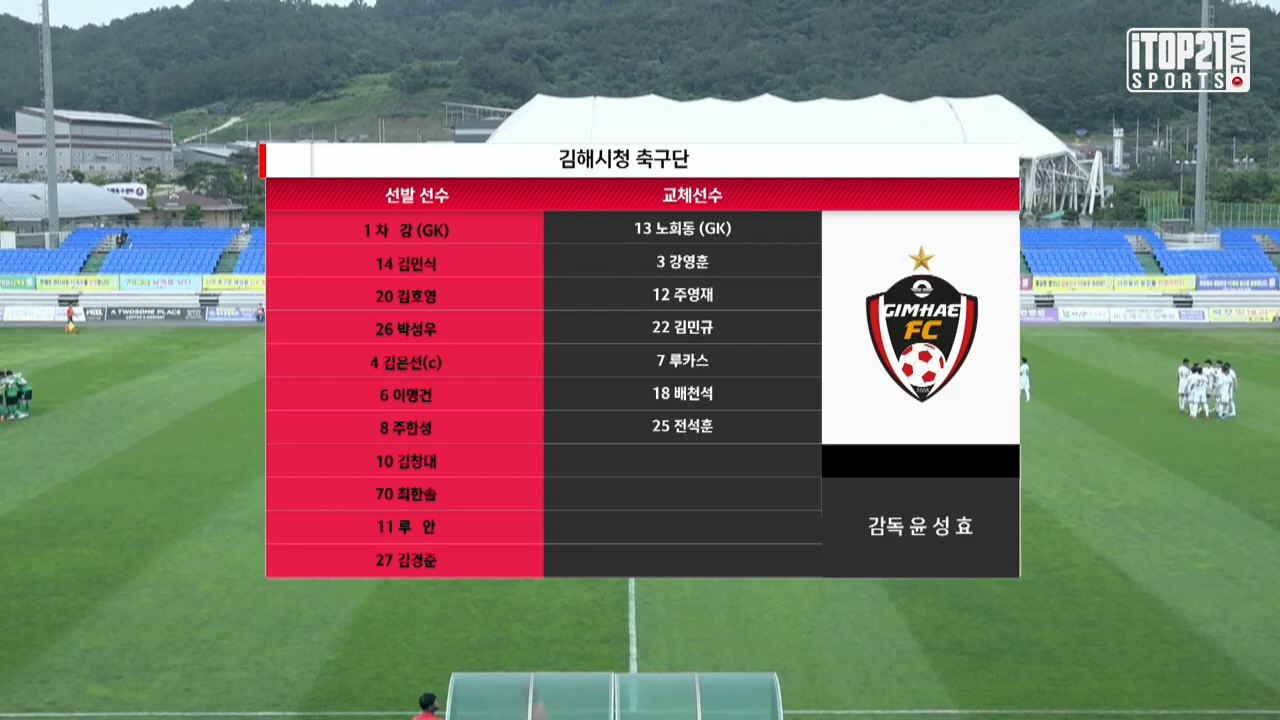 iTOP21
SPORTS
LIVE
김해시청 축구단
선발 선수
교체선수
1 차 강 (GK)
14 김민식
20 김호영
26 박성우
4 김은선(c)
6 이명건
8 주한성
10 김창대
70 최한솔
11 루 안
27 김경준
13 노희동 (GK)
3 강영훈
12 주영재
22 김민규
7 루카스
18 배천석
25 전석훈
GIMHAE
FC
2008
감독 윤 성 효
A TWOSOME PLACE